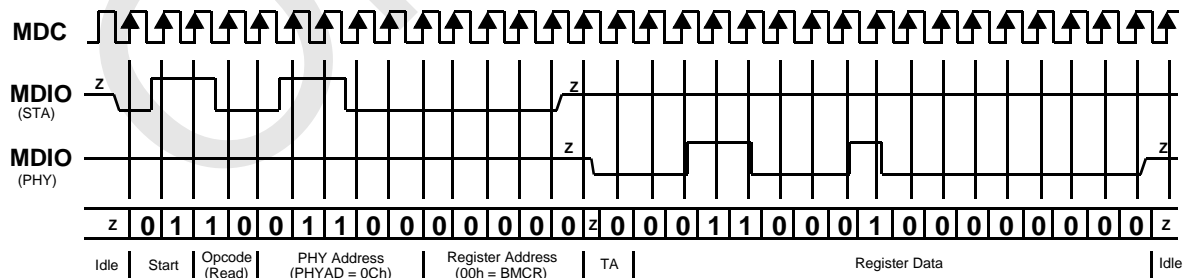 MDC
z
MDIO
(STA)
z
MDIO
(PHY)
z
z
z 0 1 1 0 0 1 1 0 0 0 0 0 0 0 z 0 0 0 1 1 0 0 0 1 0 0 0 0 0 0 0 0 z
Idle Start Opcode (Read) PHY Address (PHYAD = 0Ch) Register Address (00h = BMCR) TA Register Data Idle